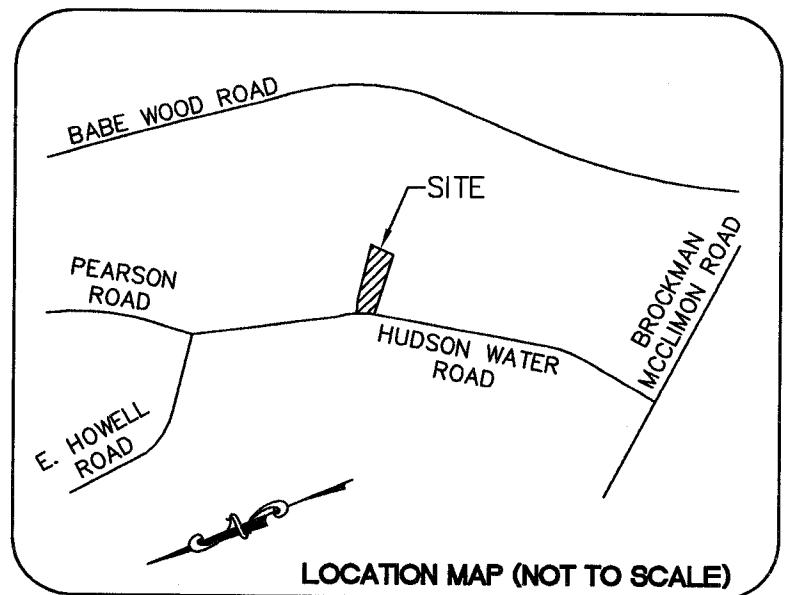 BABE WOOD ROAD
SITE
PEARSON
ROAD
BROCKMAN
MCCLIMON ROAD
HUDSON WATER
ROAD
E. HOWELL
ROAD
N
LOCATION MAP (NOT TO SCALE)